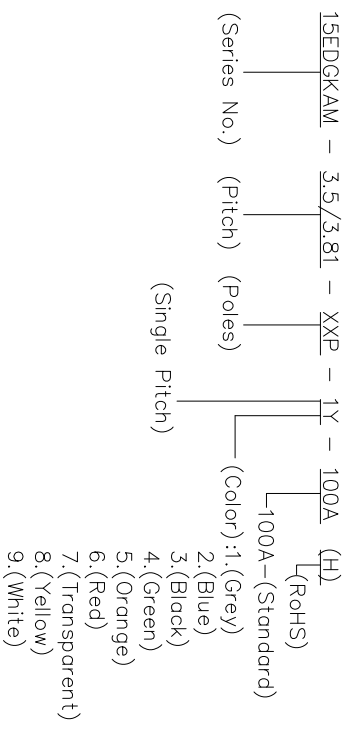 15EDGKAM - 3.5/3.81 - XXP - 1Y - 100A (H)
(Series No.)
(Pitch)
(Poles)
(Single Pitch)
(RoHS)
100A-(Standard)
(Color):1.(Grey)
2.(Blue)
3.(Black)
4.(Green)
5.(Orange)
6.(Red)
7.(Transparent)
8.(Yellow)
9.(White)